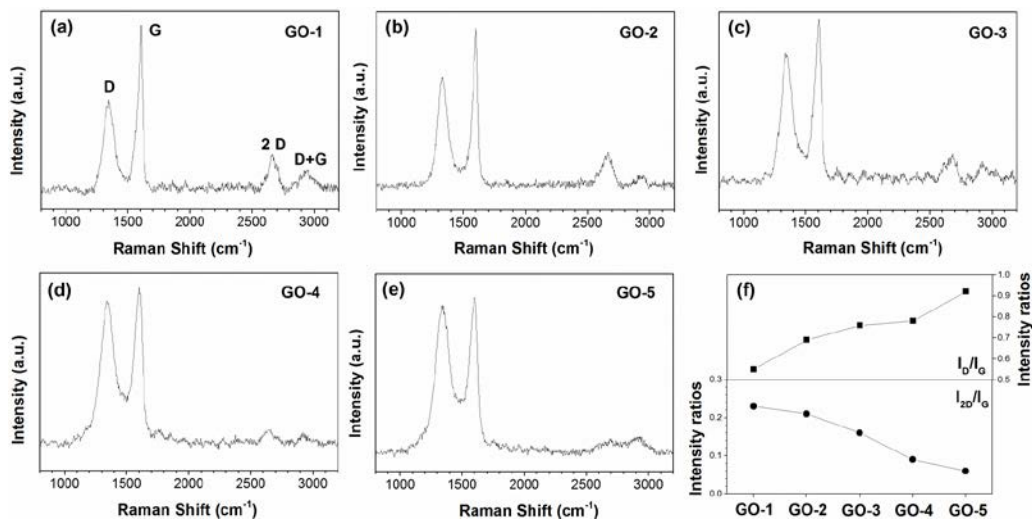 (a)
G
GO-1
D
2 D
D+G
Intensity (a.u.)
1000 1500 2000 2500 3000
Raman Shift (cm⁻¹)
(b)
GO-2
Intensity (a.u.)
1000 1500 2000 2500 3000
Raman Shift (cm⁻¹)
(c)
GO-3
Intensity (a.u.)
1000 1500 2000 2500 3000
Raman Shift (cm⁻¹)
(d)
GO-4
Intensity (a.u.)
1000 1500 2000 2500 3000
Raman Shift (cm⁻¹)
(e)
GO-5
Intensity (a.u.)
1000 1500 2000 2500 3000
Raman Shift (cm⁻¹)
(f)
1.0
0.9
0.8
0.7
0.6
0.5
Intensity ratios
I_D/I_G
0.3
0.2
0.1
0.0
Intensity ratios
I_2D/I_G
GO-1 GO-2 GO-3 GO-4 GO-5